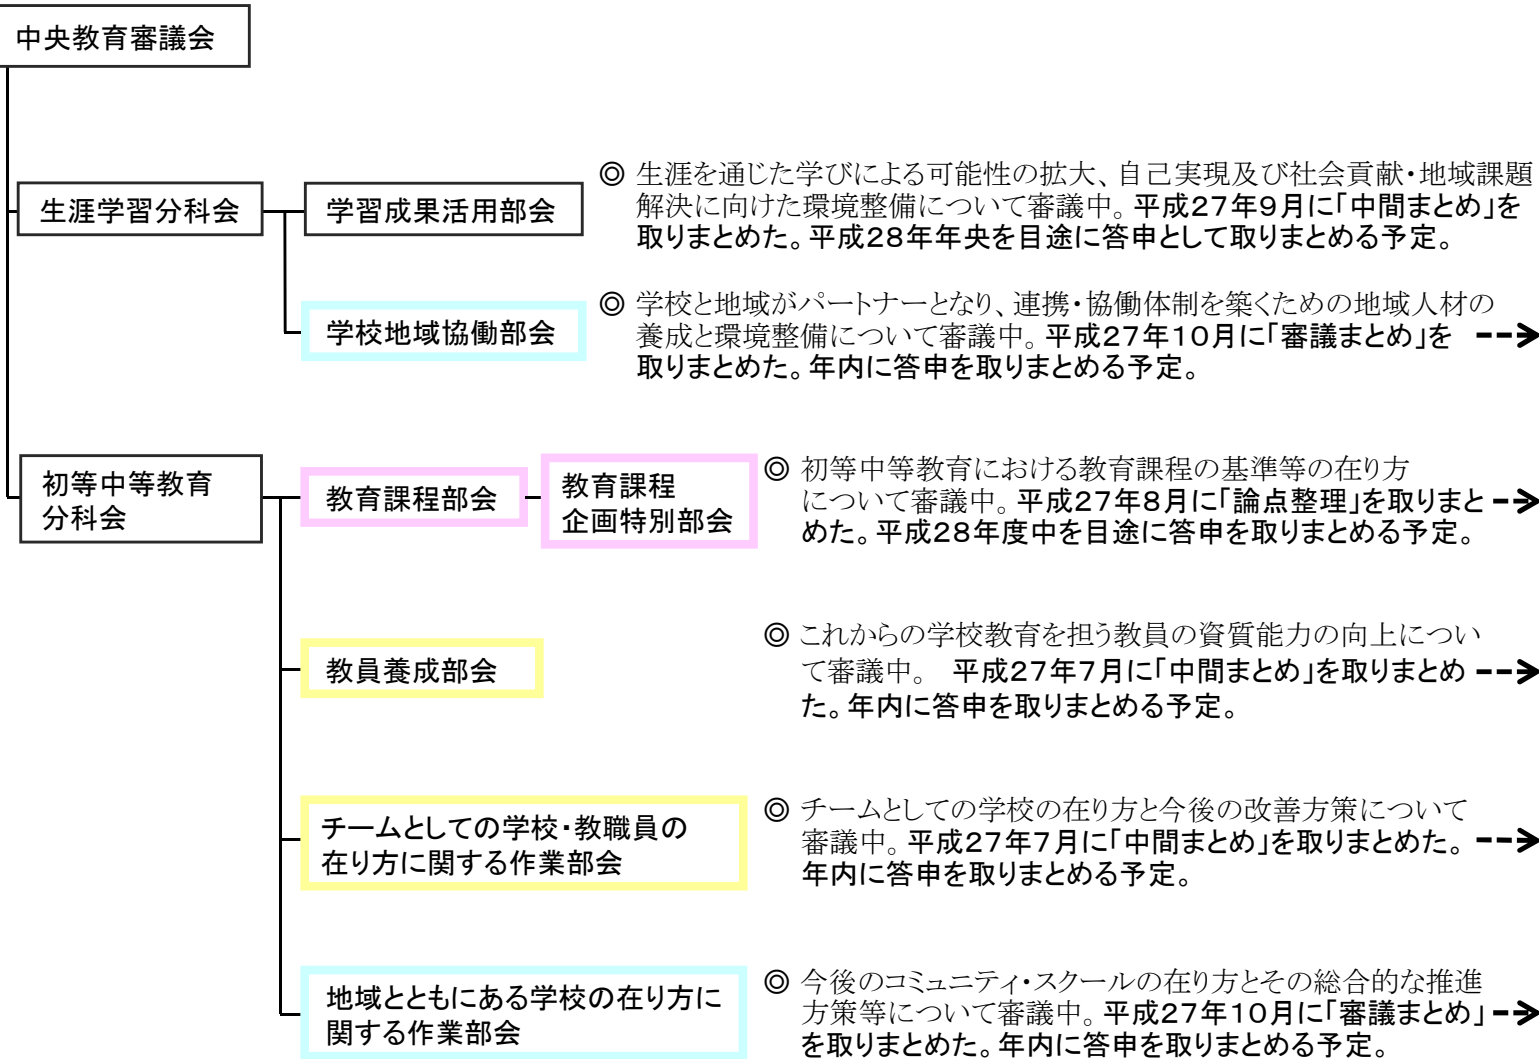 中央教育審議会
生涯学習分科会
学習成果活用部会
◎ 生涯を通じた学びによる可能性の拡大、自己実現及び社会貢献・地域課題
解決に向けた環境整備について審議中。平成27年9月に「中間まとめ」を
取りまとめた。平成28年年央を目途に答申として取りまとめる予定。
学校地域協働部会
◎ 学校と地域がパートナーとなり、連携・協働体制を築くための地域人材の
養成と環境整備について審議中。平成27年10月に「審議まとめ」を
取りまとめた。年内に答申を取りまとめる予定。
初等中等教育
分科会
教育課程部会
教育課程
企画特別部会
◎ 初等中等教育における教育課程の基準等の在り方
について審議中。平成27年8月に「論点整理」を取りまと
めた。平成28年度中を目途に答申を取りまとめる予定。
教員養成部会
◎ これからの学校教育を担う教員の資質能力の向上につい
て審議中。 平成27年7月に「中間まとめ」を取りまとめ
た。年内に答申を取りまとめる予定。
チームとしての学校・教職員の
在り方に関する作業部会
◎ チームとしての学校の在り方と今後の改善方策について
審議中。平成27年7月に「中間まとめ」を取りまとめた。
年内に答申を取りまとめる予定。
地域とともにある学校の在り方に
関する作業部会
◎ 今後のコミュニティ・スクールの在り方とその総合的な推進
方策等について審議中。平成27年10月に「審議まとめ」
を取りまとめた。年内に答申を取りまとめる予定。